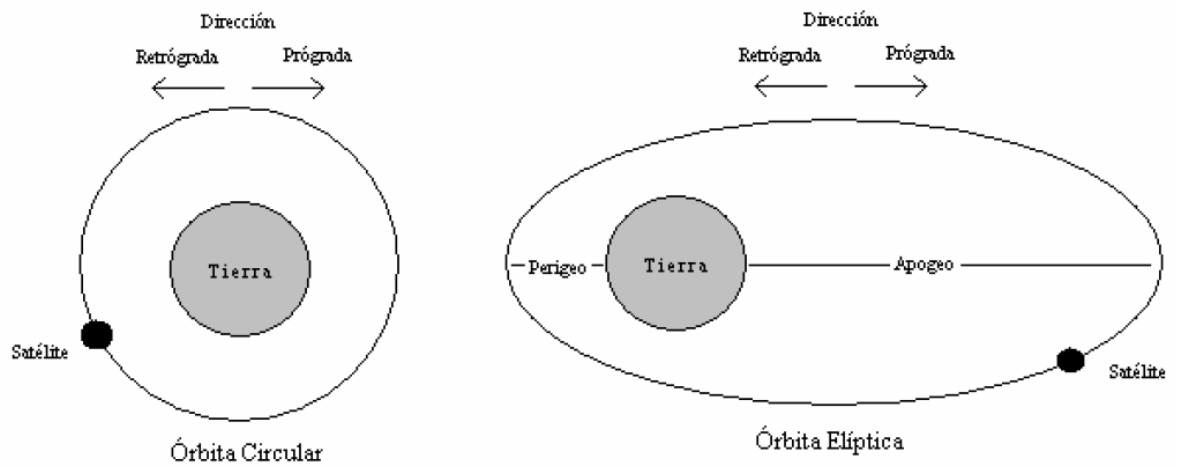 Dirección
Retrógrada Prógrada
Tierra
Satélite
Órbita Circular
Dirección
Retrógrada Prógrada
Perigeo Tierra Apogeo
Satélite
Órbita Elíptica